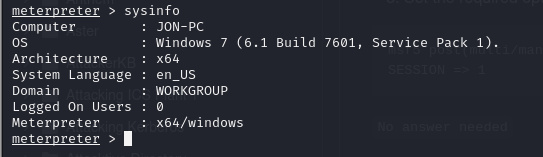 meterpreter > sysinfo
Computer        : JON-PC
OS              : Windows 7 (6.1 Build 7601, Service Pack 1).
Architecture    : x64
System Language : en_US
Domain          : WORKGROUP
Logged On Users : 0
Meterpreter     : x64/windows
meterpreter >
SESSION => 1
No answer needed